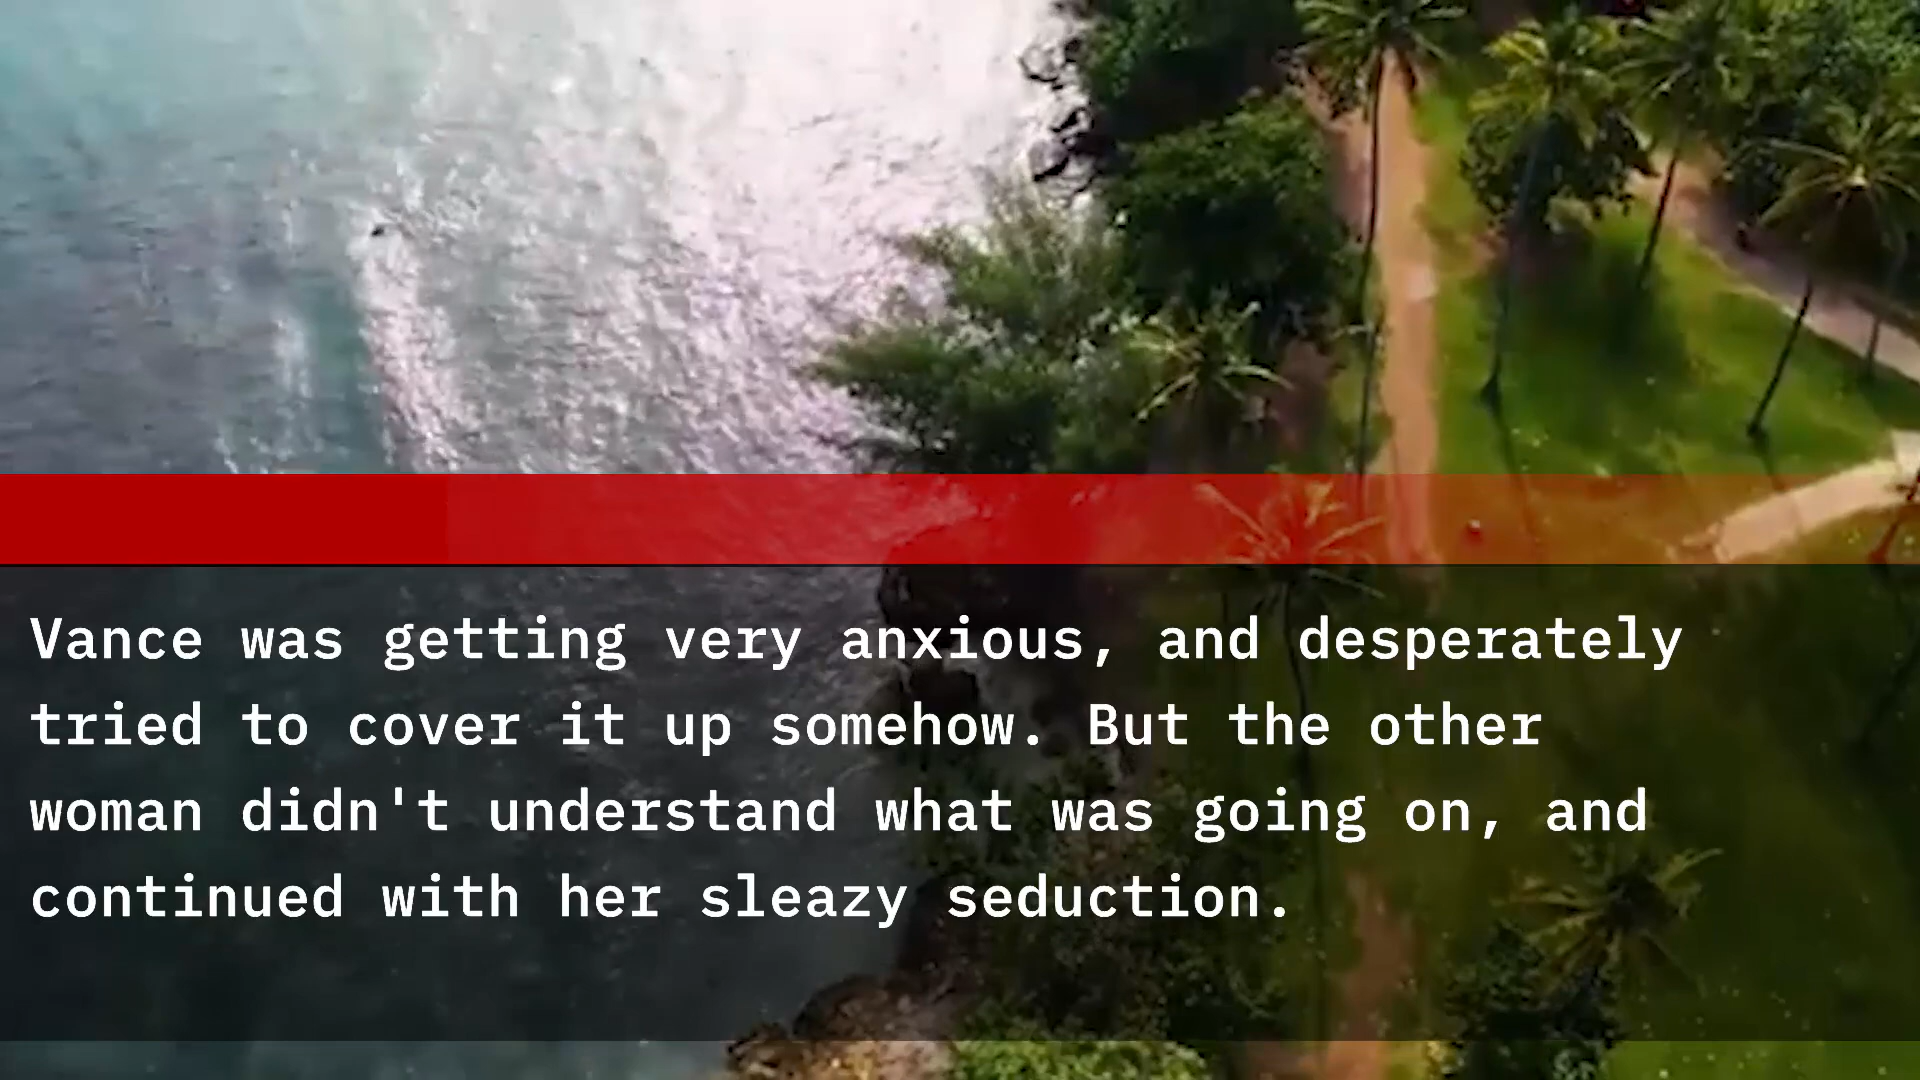 Vance was getting very anxious, and desperately
tried to cover it up somehow. But the other
woman didn't understand what was going on, and
continued with her sleazy seduction.